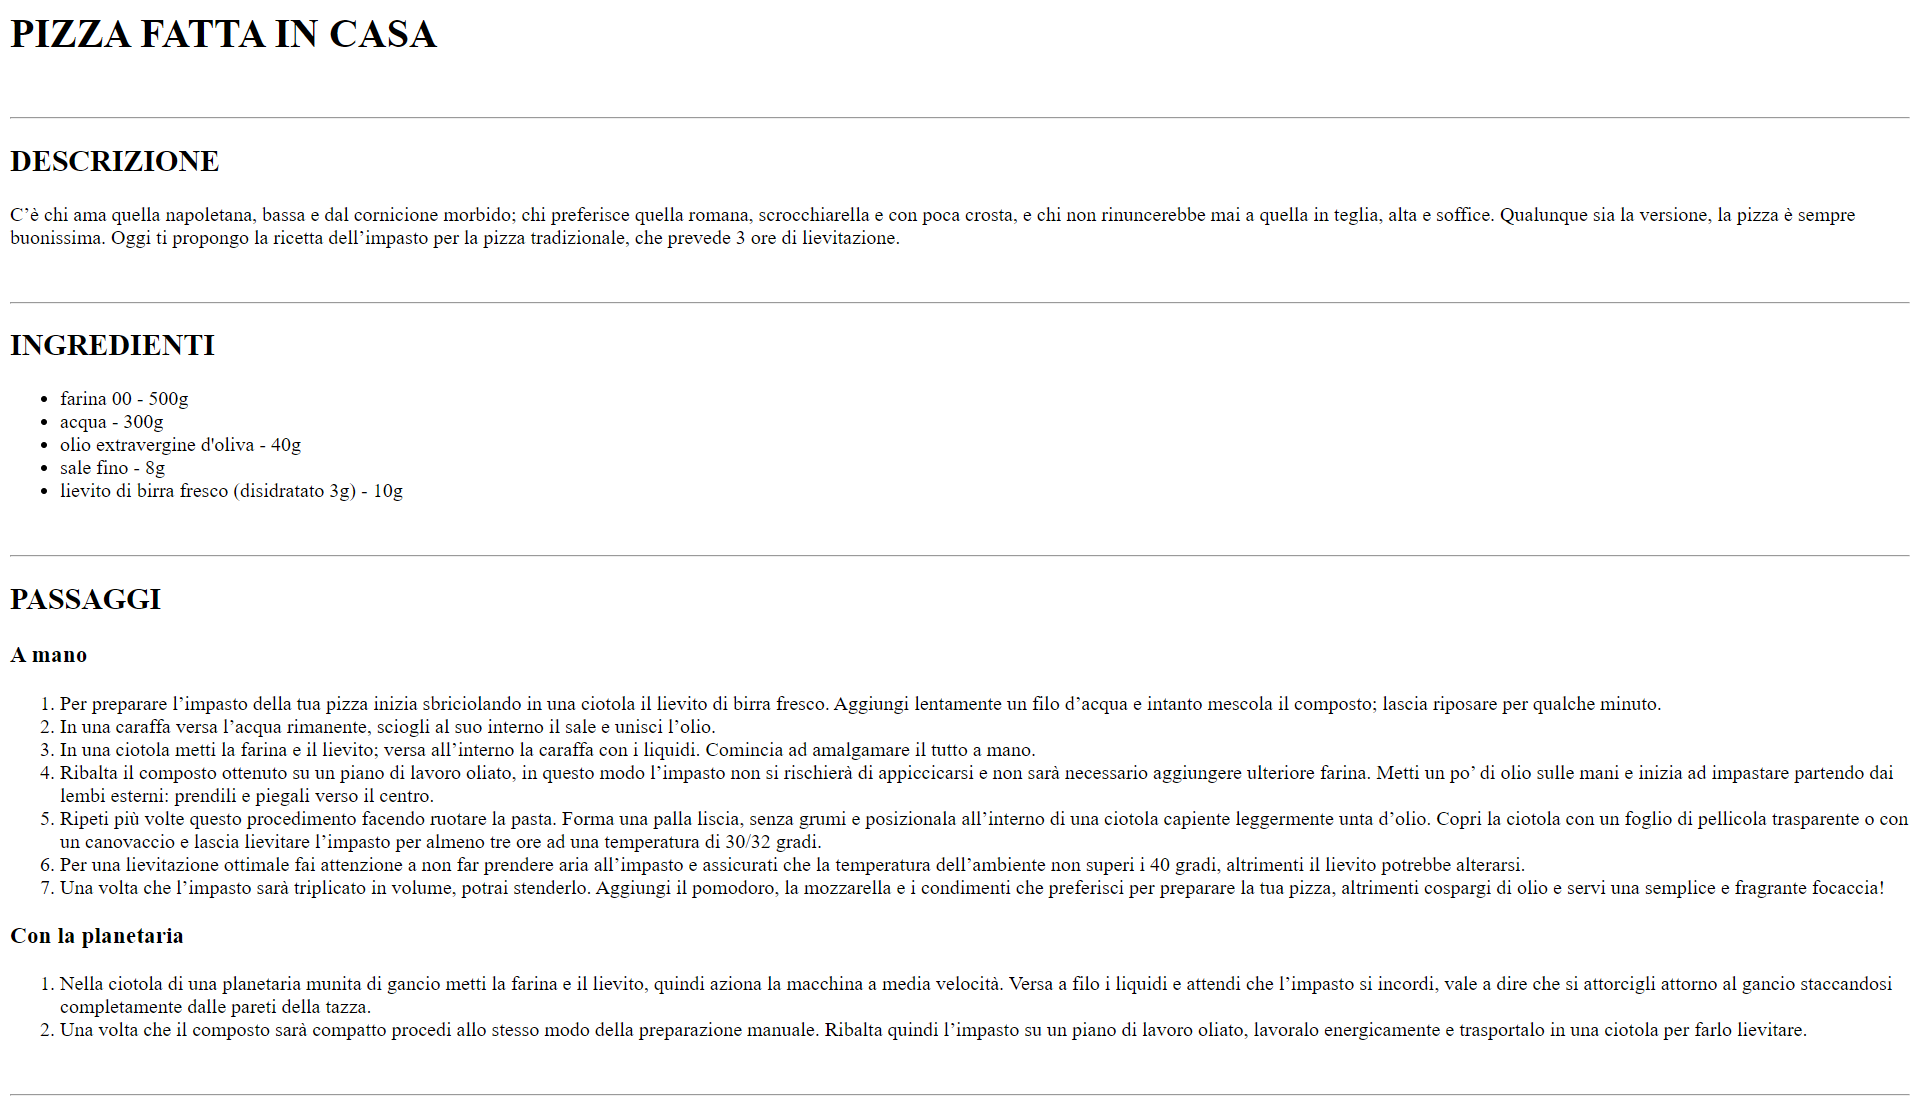 PIZZA FATTA IN CASA
DESCRIZIONE
C’è chi ama quella napoletana, bassa e dal cornicione morbido; chi preferisce quella romana, scrocchiarella e con poca crosta, e chi non rinuncerebbe mai a quella in teglia, alta e soffice. Qualunque sia la versione, la pizza è sempre
buonissima. Oggi ti propongo la ricetta dell’impasto per la pizza tradizionale, che prevede 3 ore di lievitazione.
INGREDIENTI
• farina 00 - 500g
• acqua - 300g
• olio extravergine d'oliva - 40g
• sale fino - 8g
• lievito di birra fresco (disidratato 3g) - 10g
PASSAGGI
A mano
1. Per preparare l’impasto della tua pizza inizia sbriciolando in una ciotola il lievito di birra fresco. Aggiungi lentamente un filo d’acqua e intanto mescola il composto; lascia riposare per qualche minuto.
2. In una caraffa versa l’acqua rimanente, sciogli al suo interno il sale e unisci l’olio.
3. In una ciotola metti la farina e il lievito; versa all’interno la caraffa con i liquidi. Comincia ad amalgamare il tutto a mano.
4. Ribalta il composto ottenuto su un piano di lavoro oliato, in questo modo l’impasto non si rischierà di appiccicarsi e non sarà necessario aggiungere ulteriore farina. Metti un po’ di olio sulle mani e inizia ad impastare partendo dai
lembi esterni: prendili e piegali verso il centro.
5. Ripeti più volte questo procedimento facendo ruotare la pasta. Forma una palla liscia, senza grumi e posizionala all’interno di una ciotola capiente leggermente unta d’olio. Copri la ciotola con un foglio di pellicola trasparente o con
un canovaccio e lascia lievitare l’impasto per almeno tre ore ad una temperatura di 30/32 gradi.
6. Per una lievitazione ottimale fai attenzione a non far prendere aria all’impasto e assicurati che la temperatura dell’ambiente non superi i 40 gradi, altrimenti il lievito potrebbe alterarsi.
7. Una volta che l’impasto sarà triplicato in volume, potrai stenderlo. Aggiungi il pomodoro, la mozzarella e i condimenti che preferisci per preparare la tua pizza, altrimenti cospargi di olio e servi una semplice e fragrante focaccia!
Con la planetaria
1. Nella ciotola di una planetaria munita di gancio metti la farina e il lievito, quindi aziona la macchina a media velocità. Versa a filo i liquidi e attendi che l’impasto si incordi, vale a dire che si attorcigli attorno al gancio staccandosi
completamente dalle pareti della tazza.
2. Una volta che il composto sarà compatto procedi allo stesso modo della preparazione manuale. Ribalta quindi l’impasto su un piano di lavoro oliato, lavoralo energicamente e trasportalo in una ciotola per farlo lievitare.